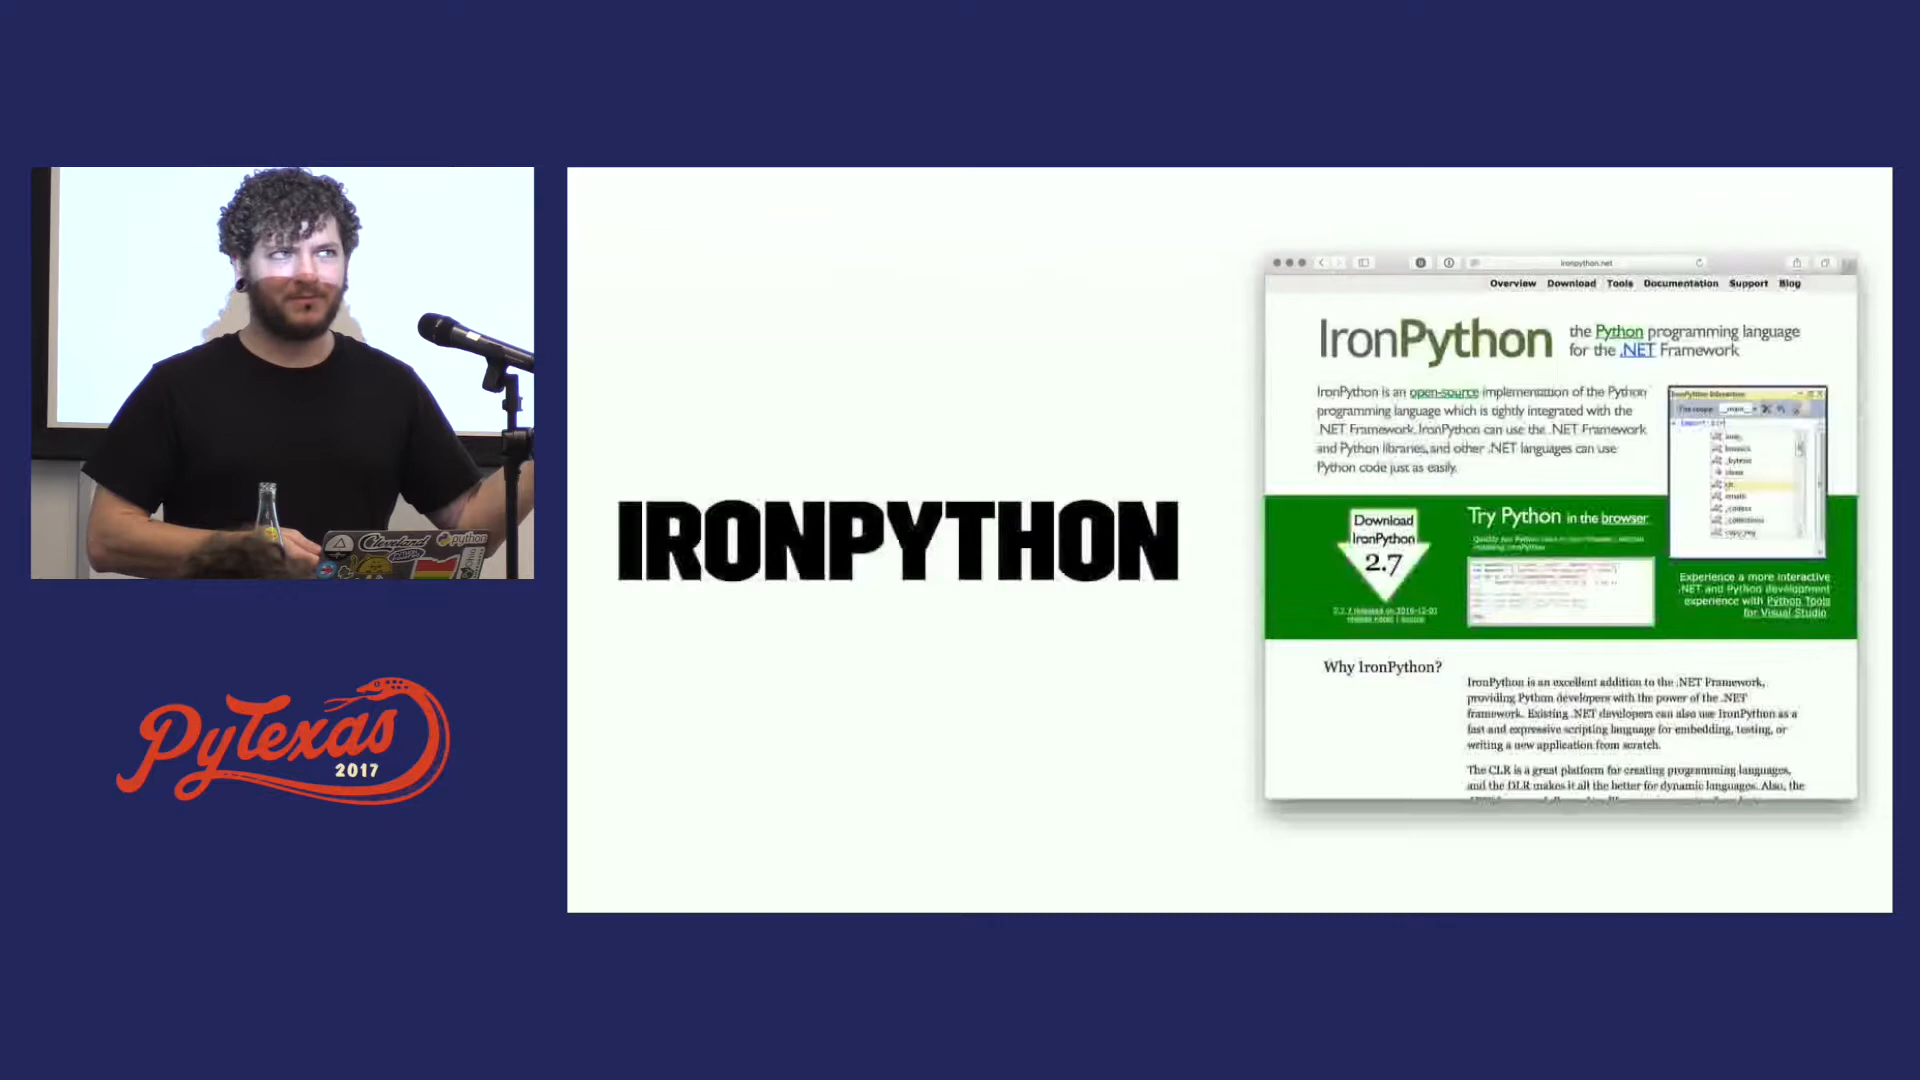 Cleveland
python
PyTexas
2017
IRONPYTHON
ironpython.net
Overview Download Tools Documentation Support Blog
IronPython
the Python programming language
for the .NET Framework
IronPython is an open-source implementation of the Python
programming language which is tightly integrated with the
.NET Framework. IronPython can use the .NET Framework
and Python libraries, and other .NET languages can use
Python code just as easily.
Download
IronPython
2.7
release notes | source
Try Python in the browser
Experience a more interactive
.NET and Python development
experience with Python Tools
for Visual Studio
Why IronPython?
IronPython is an excellent addition to the .NET Framework,
providing Python developers with the power of the .NET
framework. Existing .NET developers can also use IronPython as a
fast and expressive scripting language for embedding, testing, or
writing a new application from scratch.
The CLR is a great platform for creating programming languages,
and the DLR makes it all the better for dynamic languages. Also, the